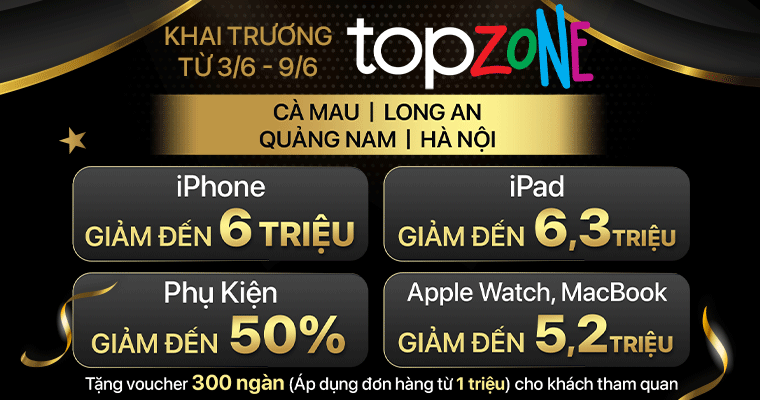 KHAI TRƯƠNG
TỪ 3/6 - 9/6
topzone
CÀ MAU | LONG AN
QUẢNG NAM | HÀ NỘI
iPhone
GIẢM ĐẾN 6 TRIỆU
iPad
GIẢM ĐẾN 6,3 TRIỆU
Phụ Kiện
GIẢM ĐẾN 50%
Apple Watch, MacBook
GIẢM ĐẾN 5,2 TRIỆU
Tặng voucher 300 ngàn (Áp dụng đơn hàng từ 1 triệu) cho khách tham quan